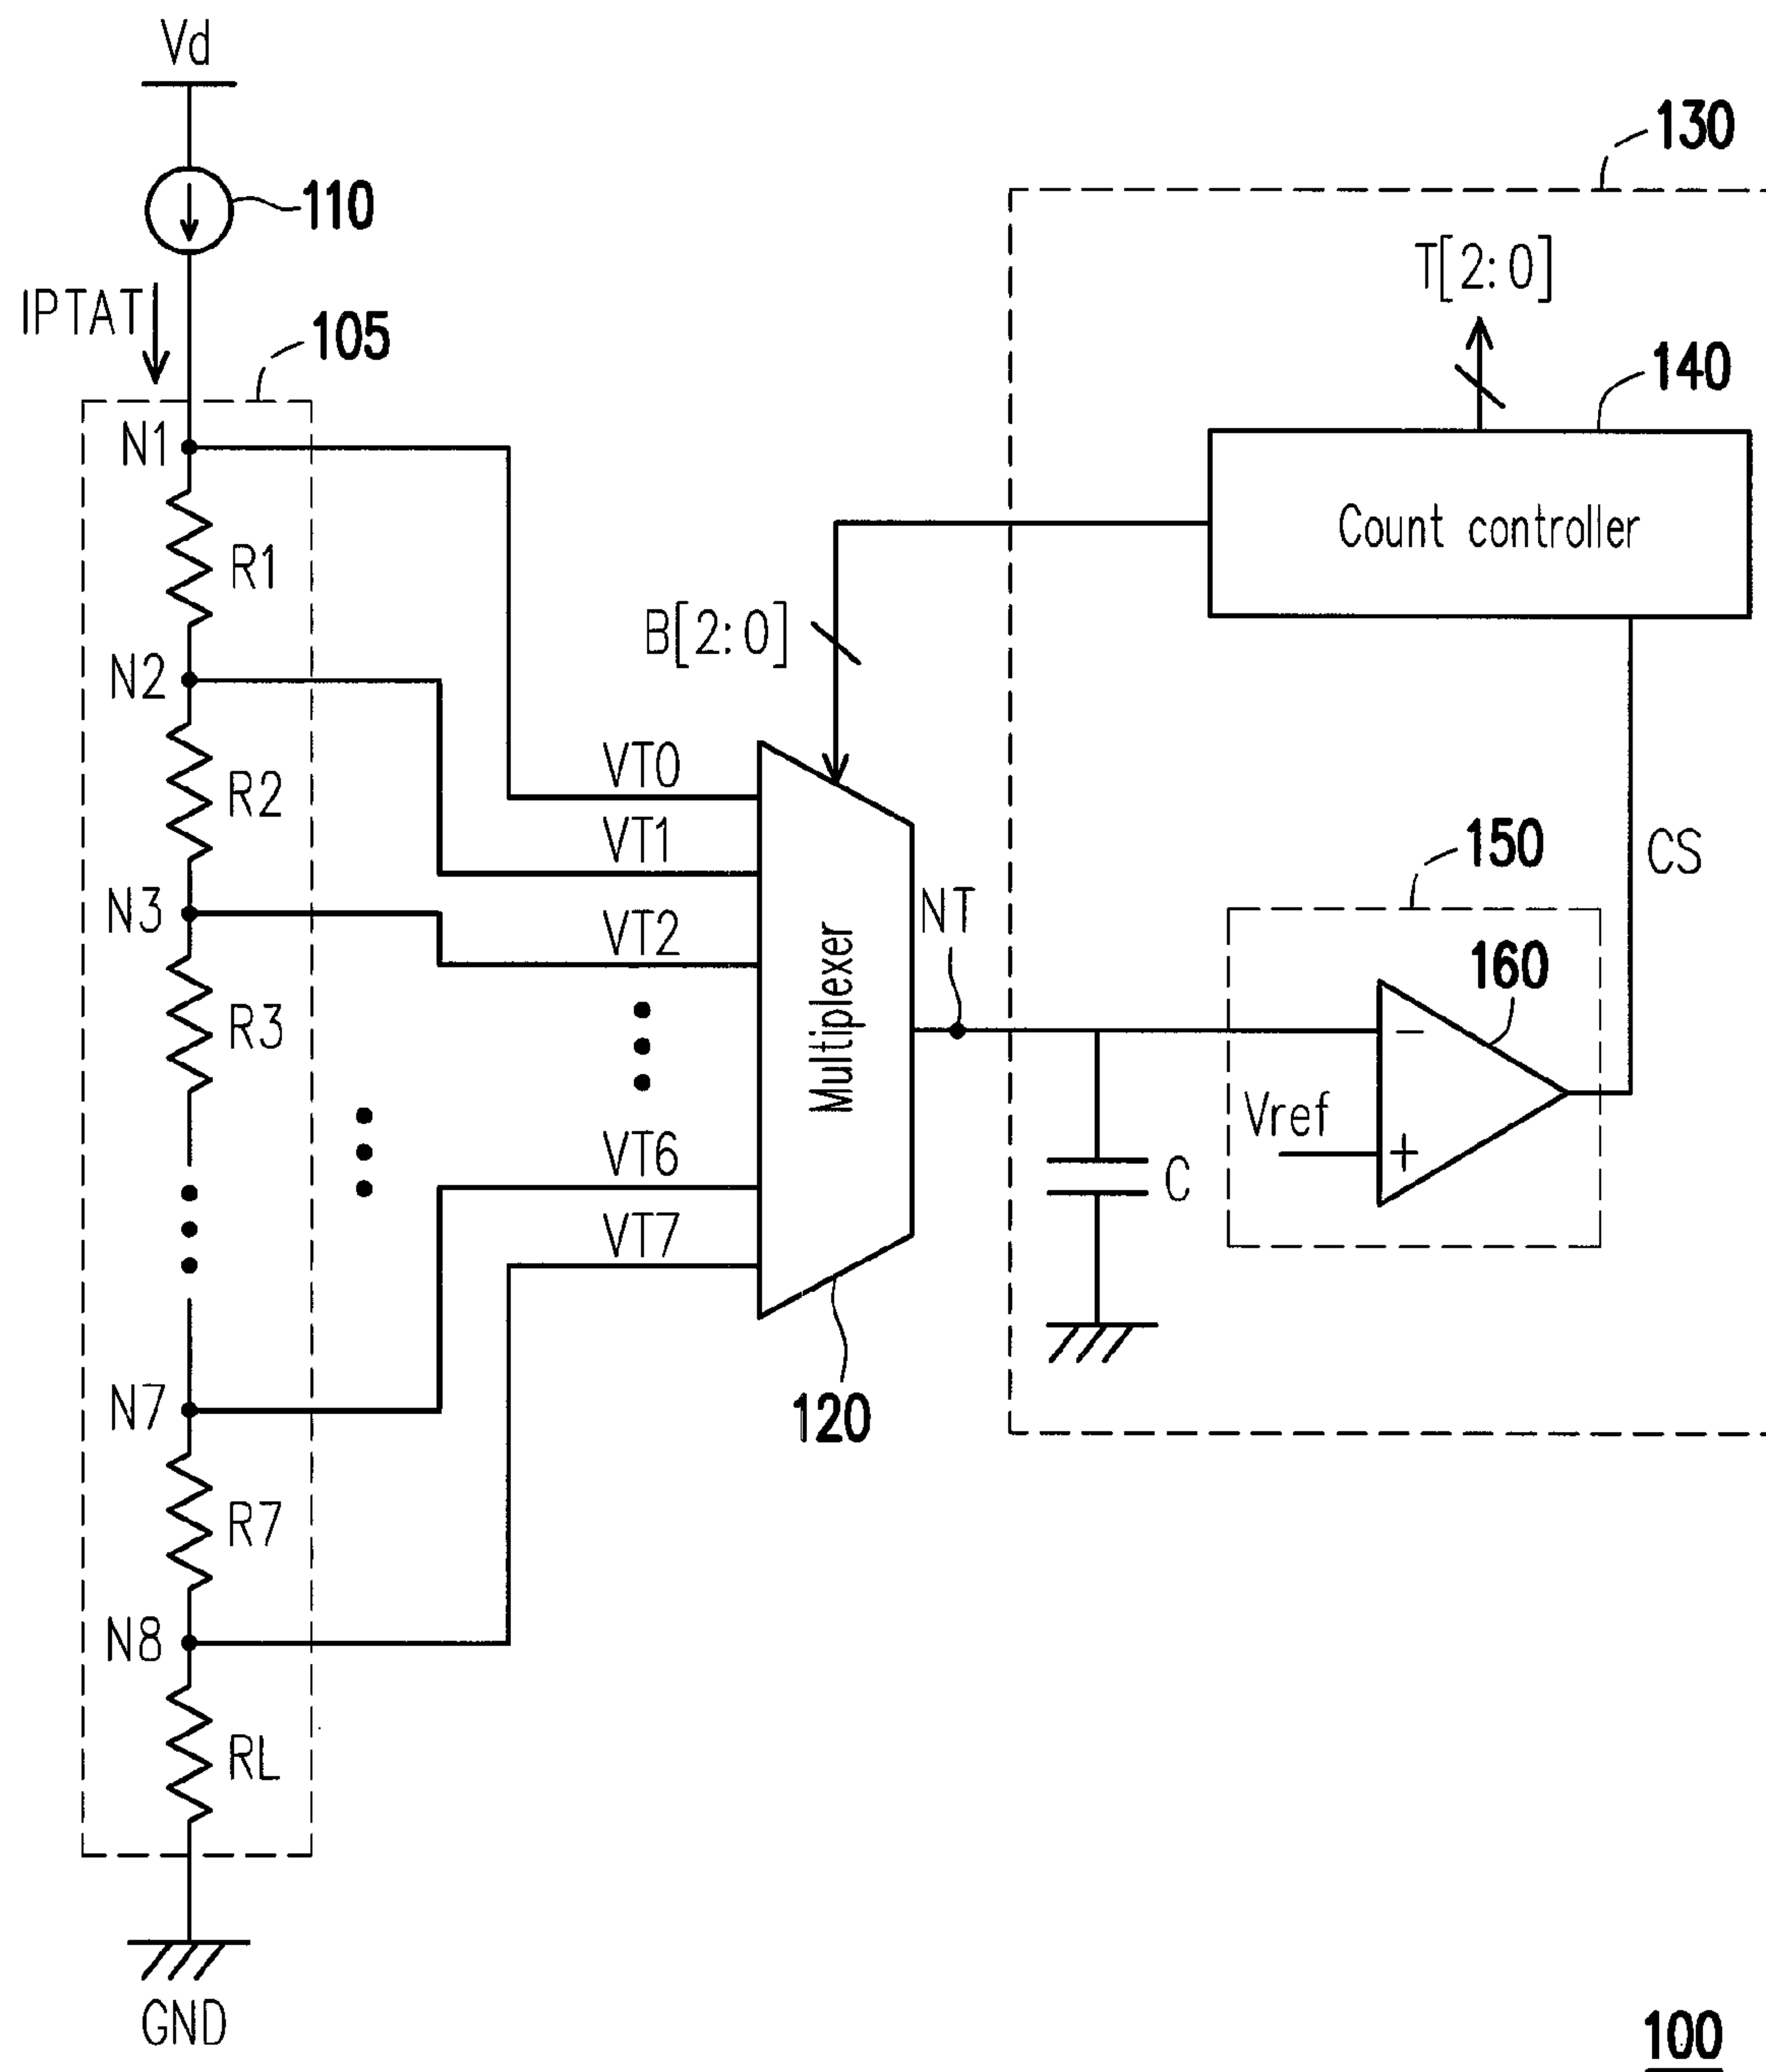 Vd
130
110
T[2:0]
IPTAT
105
140
N1
Count controller
R1
B[2:0]
N2
VT0
R2
VT1
150
CS
N3
VT2
NT
160
R3
Multiplexer
−
Vref
+
VT6
C
VT7
N7
120
R7
N8
RL
GND
100